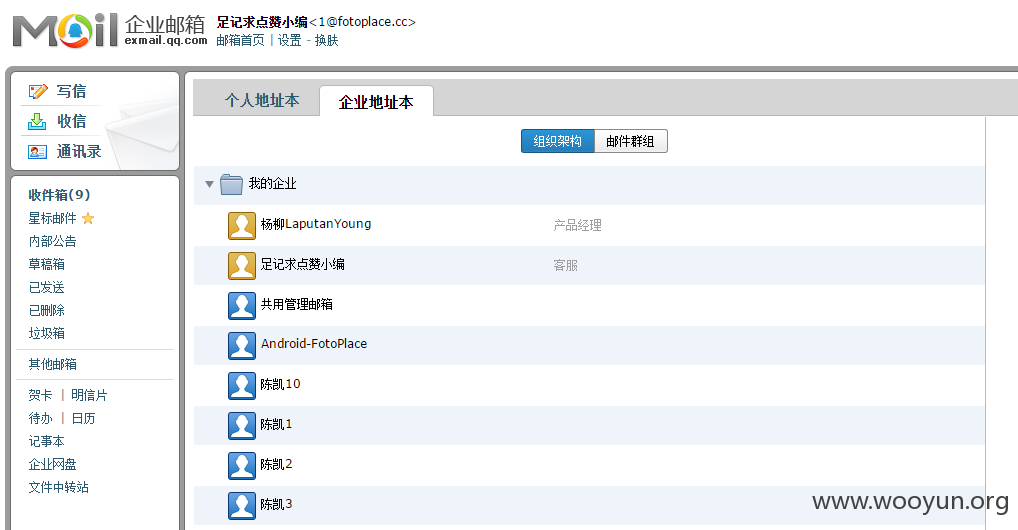 Mail 企业邮箱
exmail.qq.com
足记求点赞小编<1@fotoplace.cc>
邮箱首页 | 设置 - 换肤
写信
收信
通讯录
收件箱(9)
星标邮件
内部公告
草稿箱
已发送
已删除
垃圾箱
其他邮箱
贺卡 | 明信片
待办 | 日历
记事本
企业网盘
文件中转站
个人地址本 企业地址本
组织架构 邮件群组
我的企业
杨柳LaputanYoung 产品经理
足记求点赞小编 客服
共用管理邮箱
Android-FotoPlace
陈凯10
陈凯1
陈凯2
陈凯3
www.wooyun.org